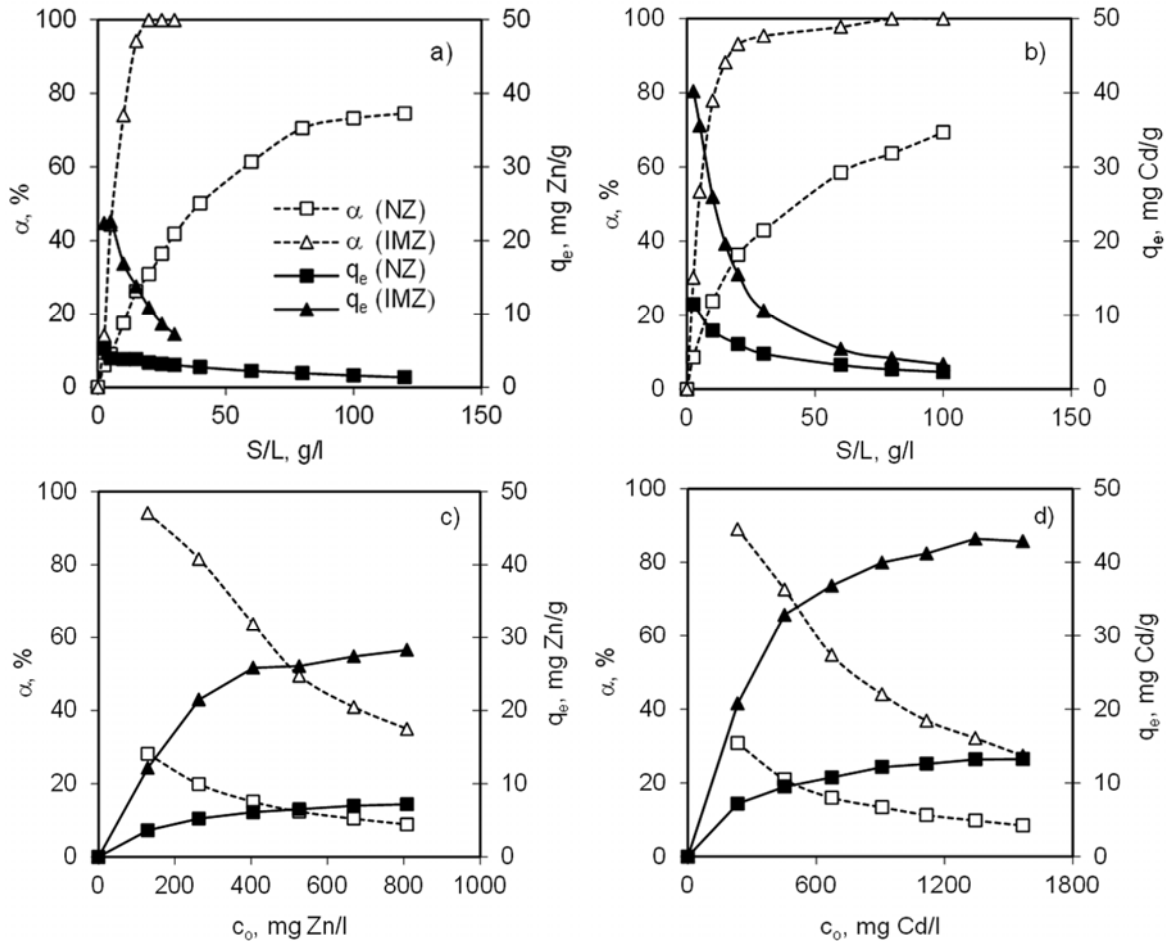 100
80
60
40
20
0
α, %
a)
50
40
30
20
10
0
qe, mg Zn/g
α (NZ)
α (IMZ)
qe (NZ)
qe (IMZ)
0 50 100 150
S/L, g/l
100
80
60
40
20
0
α, %
b)
50
40
30
20
10
0
qe, mg Cd/g
0 50 100 150
S/L, g/l
100
80
60
40
20
0
α, %
c)
50
40
30
20
10
0
qe, mg Zn/g
0 200 400 600 800 1000
co, mg Zn/l
100
80
60
40
20
0
α, %
d)
50
40
30
20
10
0
qe, mg Cd/g
0 600 1200 1800
co, mg Cd/l